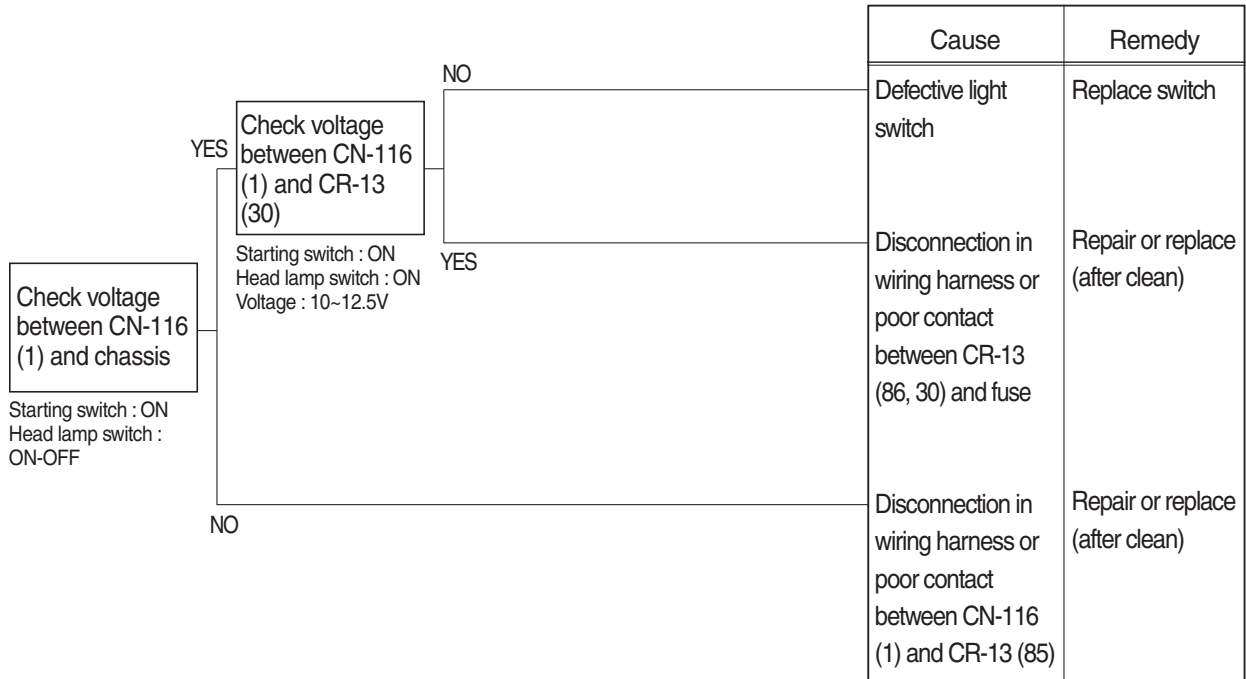 Cause
Remedy
NO
Defective light
switch
Replace switch
YES
Check voltage
between CN-116
(1) and CR-13
(30)
Starting switch : ON
Head lamp switch : ON
Voltage : 10~12.5V
YES
Disconnection in
wiring harness or
poor contact
between CR-13
(86, 30) and fuse
Repair or replace
(after clean)
Check voltage
between CN-116
(1) and chassis
Starting switch : ON
Head lamp switch :
ON-OFF
NO
Disconnection in
wiring harness or
poor contact
between CN-116
(1) and CR-13 (85)
Repair or replace
(after clean)